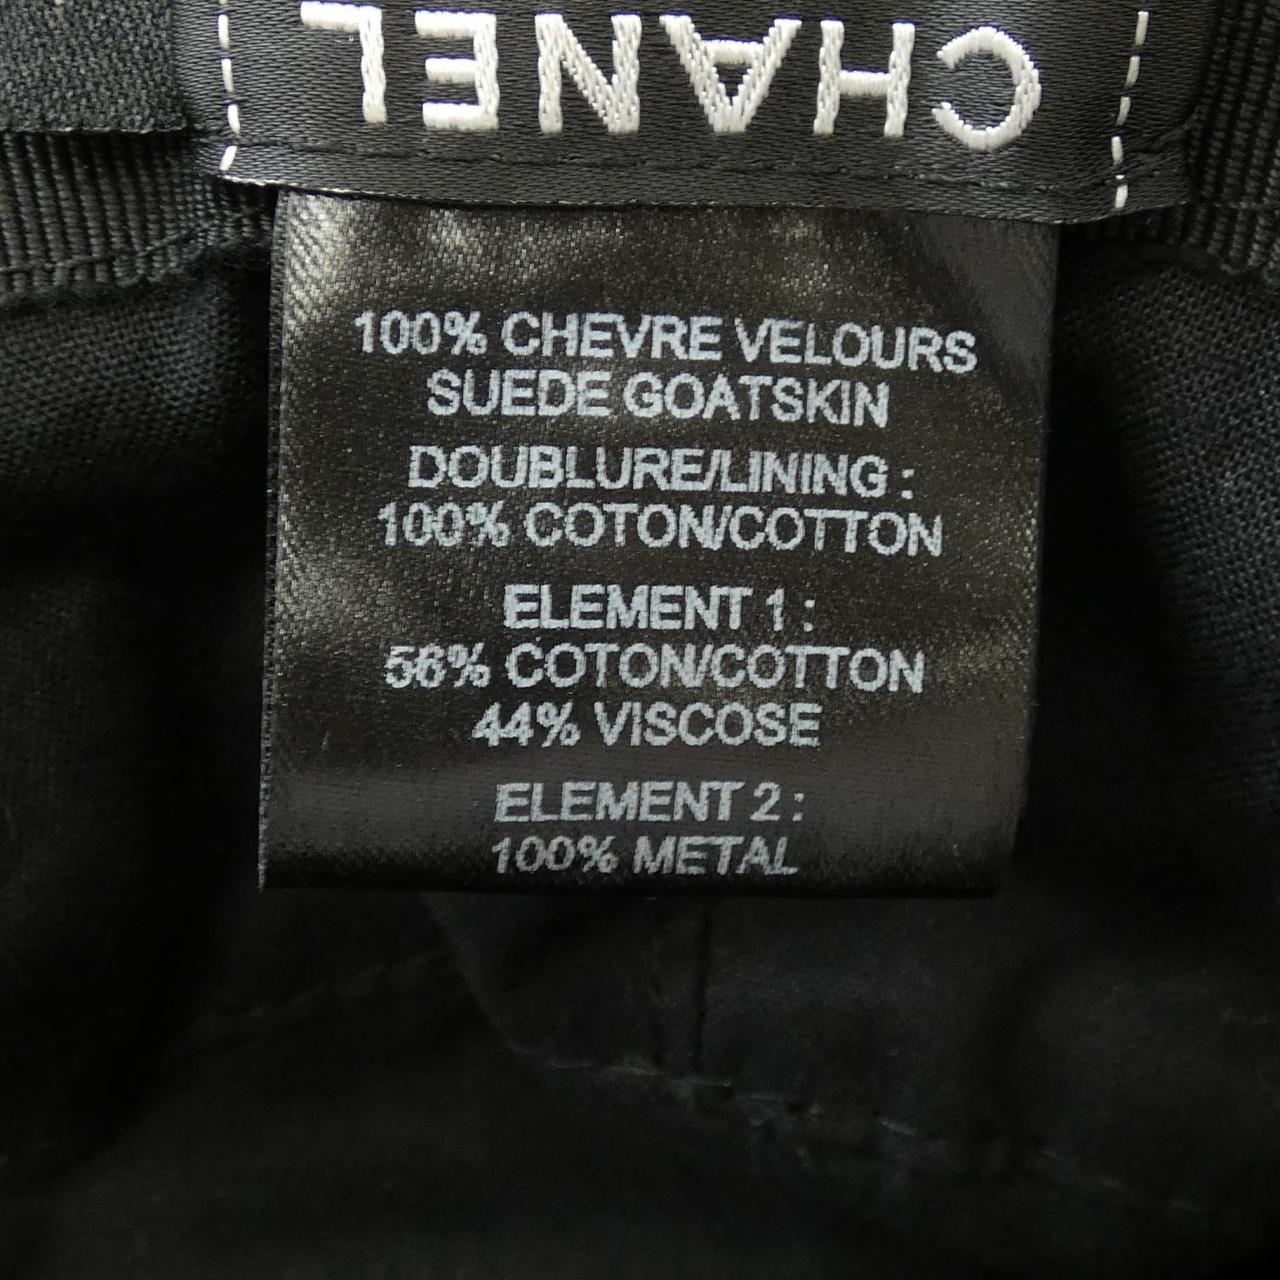 CHANEL
100% CHEVRE VELOURS
SUEDE GOATSKIN
DOUBLURE/LINING :
100% COTON/COTTON
ELEMENT 1 :
56% COTON/COTTON
44% VISCOSE
ELEMENT 2 :
100% METAL